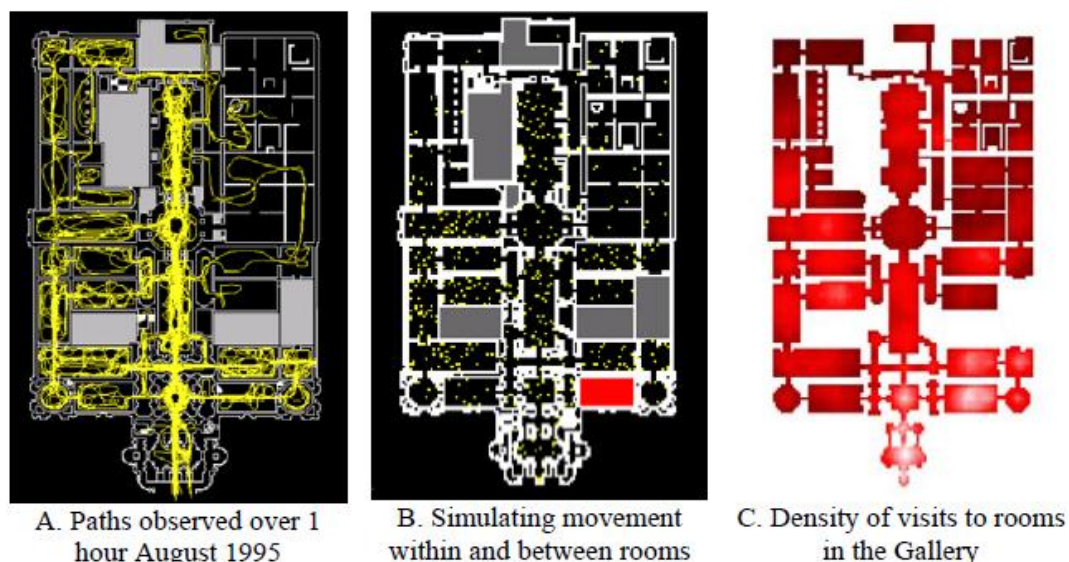 A. Paths observed over 1
hour August 1995
B. Simulating movement
within and between rooms
C. Density of visits to rooms
in the Gallery